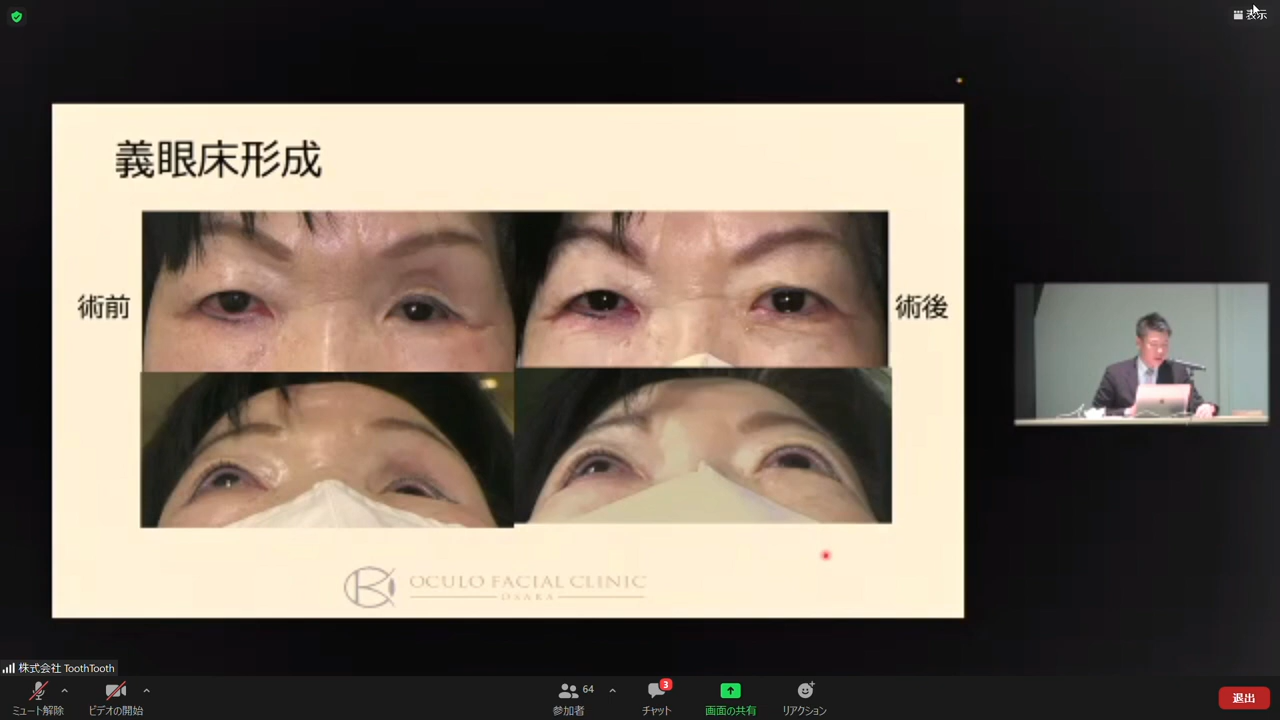 表示
義眼床形成
術前
術後
OCULO FACIAL CLINIC
OSAKA
株式会社 ToothTooth
ミュート解除
ビデオの開始
64
参加者
3
チャット
画面の共有
リアクション
退出